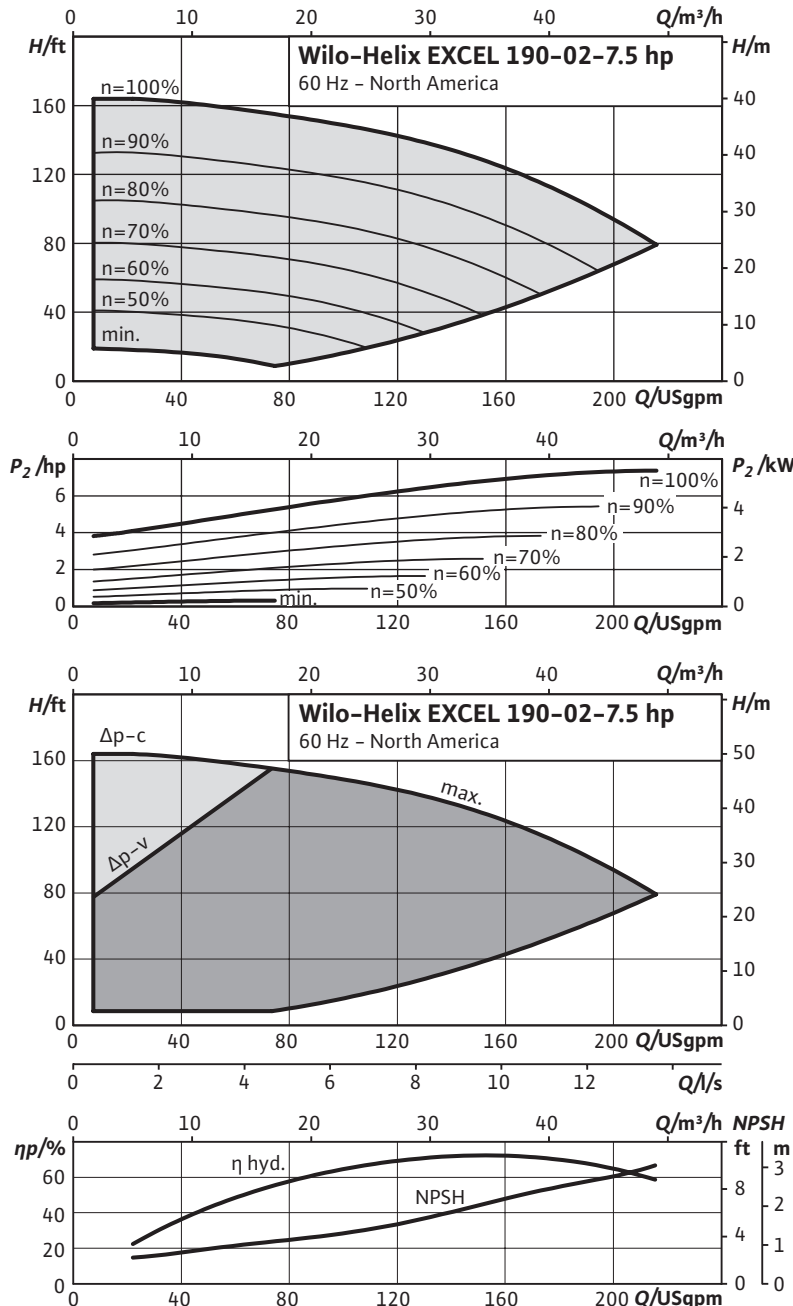 0 10 20 30 40 Q/m³/h
H/ft Wilo-Helix EXCEL 190-02-7.5 hp H/m
60 Hz – North America
n=100%
160 40
n=90%
40
120
n=80%
30
n=70%
80
n=60%
20
n=50%
40
min.
10
0 0
0 40 80 120 160 200 Q/USgpm
0 10 20 30 40 Q/m³/h
P₂ /hp P₂ /kW
n=100%
6
n=90% 4
4 n=80%
n=70% 2
2 n=60%
min. n=50%
0 0
0 40 80 120 160 200 Q/USgpm
0 10 20 30 40 Q/m³/h
H/ft Wilo-Helix EXCEL 190-02-7.5 hp H/m
60 Hz – North America
Δp-c
160 50
max.
40
120
Δp-v
30
80
20
40
10
0 0
0 40 80 120 160 200 Q/USgpm
0 2 4 6 8 10 12 Q/l/s
0 10 20 30 40 Q/m³/h NPSH
ηp/% ft m
η hyd. 3
60 8
NPSH 2
40
4
20 1
0 0 0
0 40 80 120 160 200 Q/USgpm